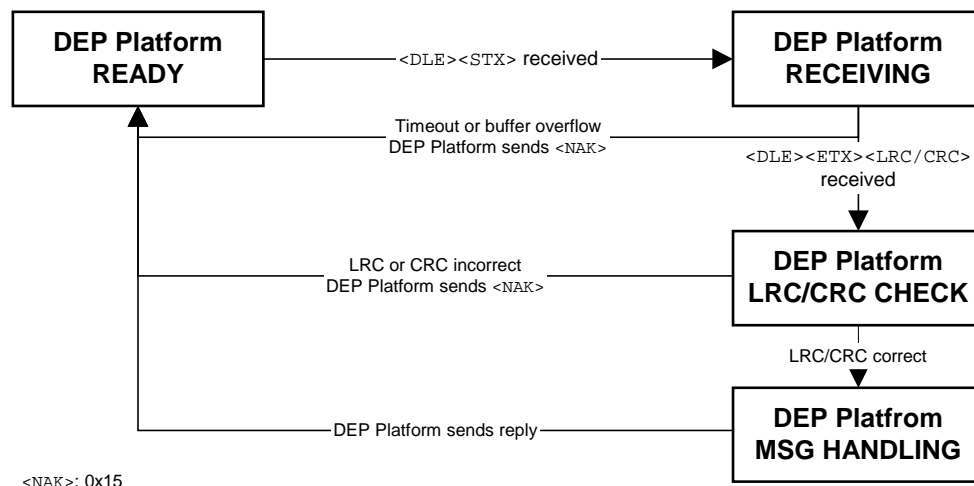 DEP Platform
READY
<DLE><STX> received
DEP Platform
RECEIVING
Timeout or buffer overflow
DEP Platform sends <NAK>
<DLE><ETX><LRC/CRC>
received
LRC or CRC incorrect
DEP Platform sends <NAK>
DEP Platform
LRC/CRC CHECK
LRC/CRC correct
DEP Platform sends reply
DEP Platfrom
MSG HANDLING
<NAK>: 0x15